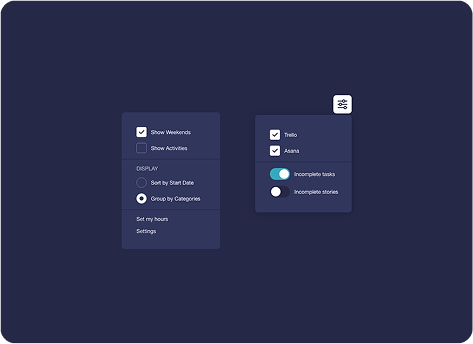 Show Weekends
Show Activities
DISPLAY
Sort by Start Date
Group by Categories
Set my hours
Settings
Trello
Asana
Incomplete tasks
Incomplete stories